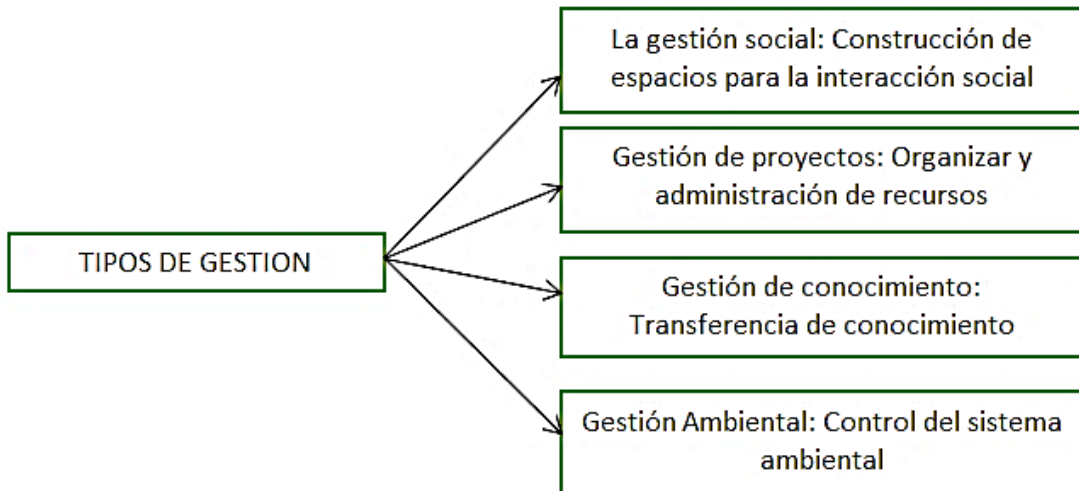 La gestión social: Construcción de
espacios para la interacción social
Gestión de proyectos: Organizar y
administración de recursos
TIPOS DE GESTION
Gestión de conocimiento:
Transferencia de conocimiento
Gestión Ambiental: Control del sistema
ambiental